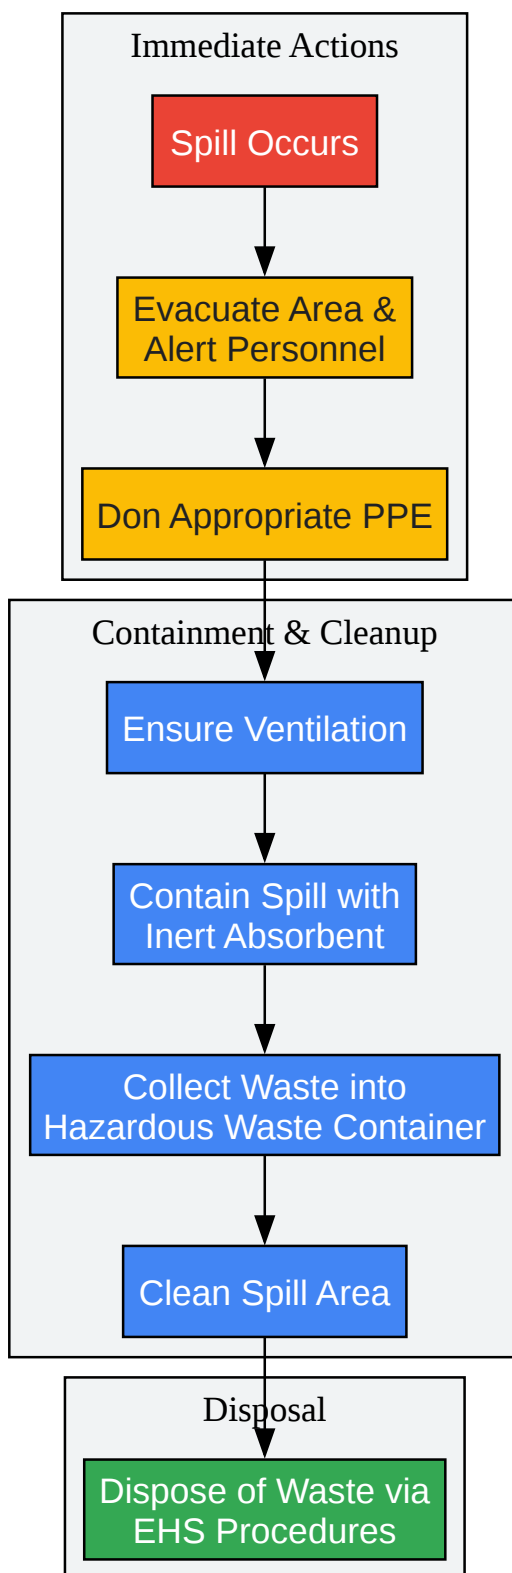 Immediate Actions
Spill Occurs
Evacuate Area &
Alert Personnel
Don Appropriate PPE
Containment & Cleanup
Ensure Ventilation
Contain Spill with
Inert Absorbent
Collect Waste into
Hazardous Waste Container
Clean Spill Area
Disposal
Dispose of Waste via
EHS Procedures